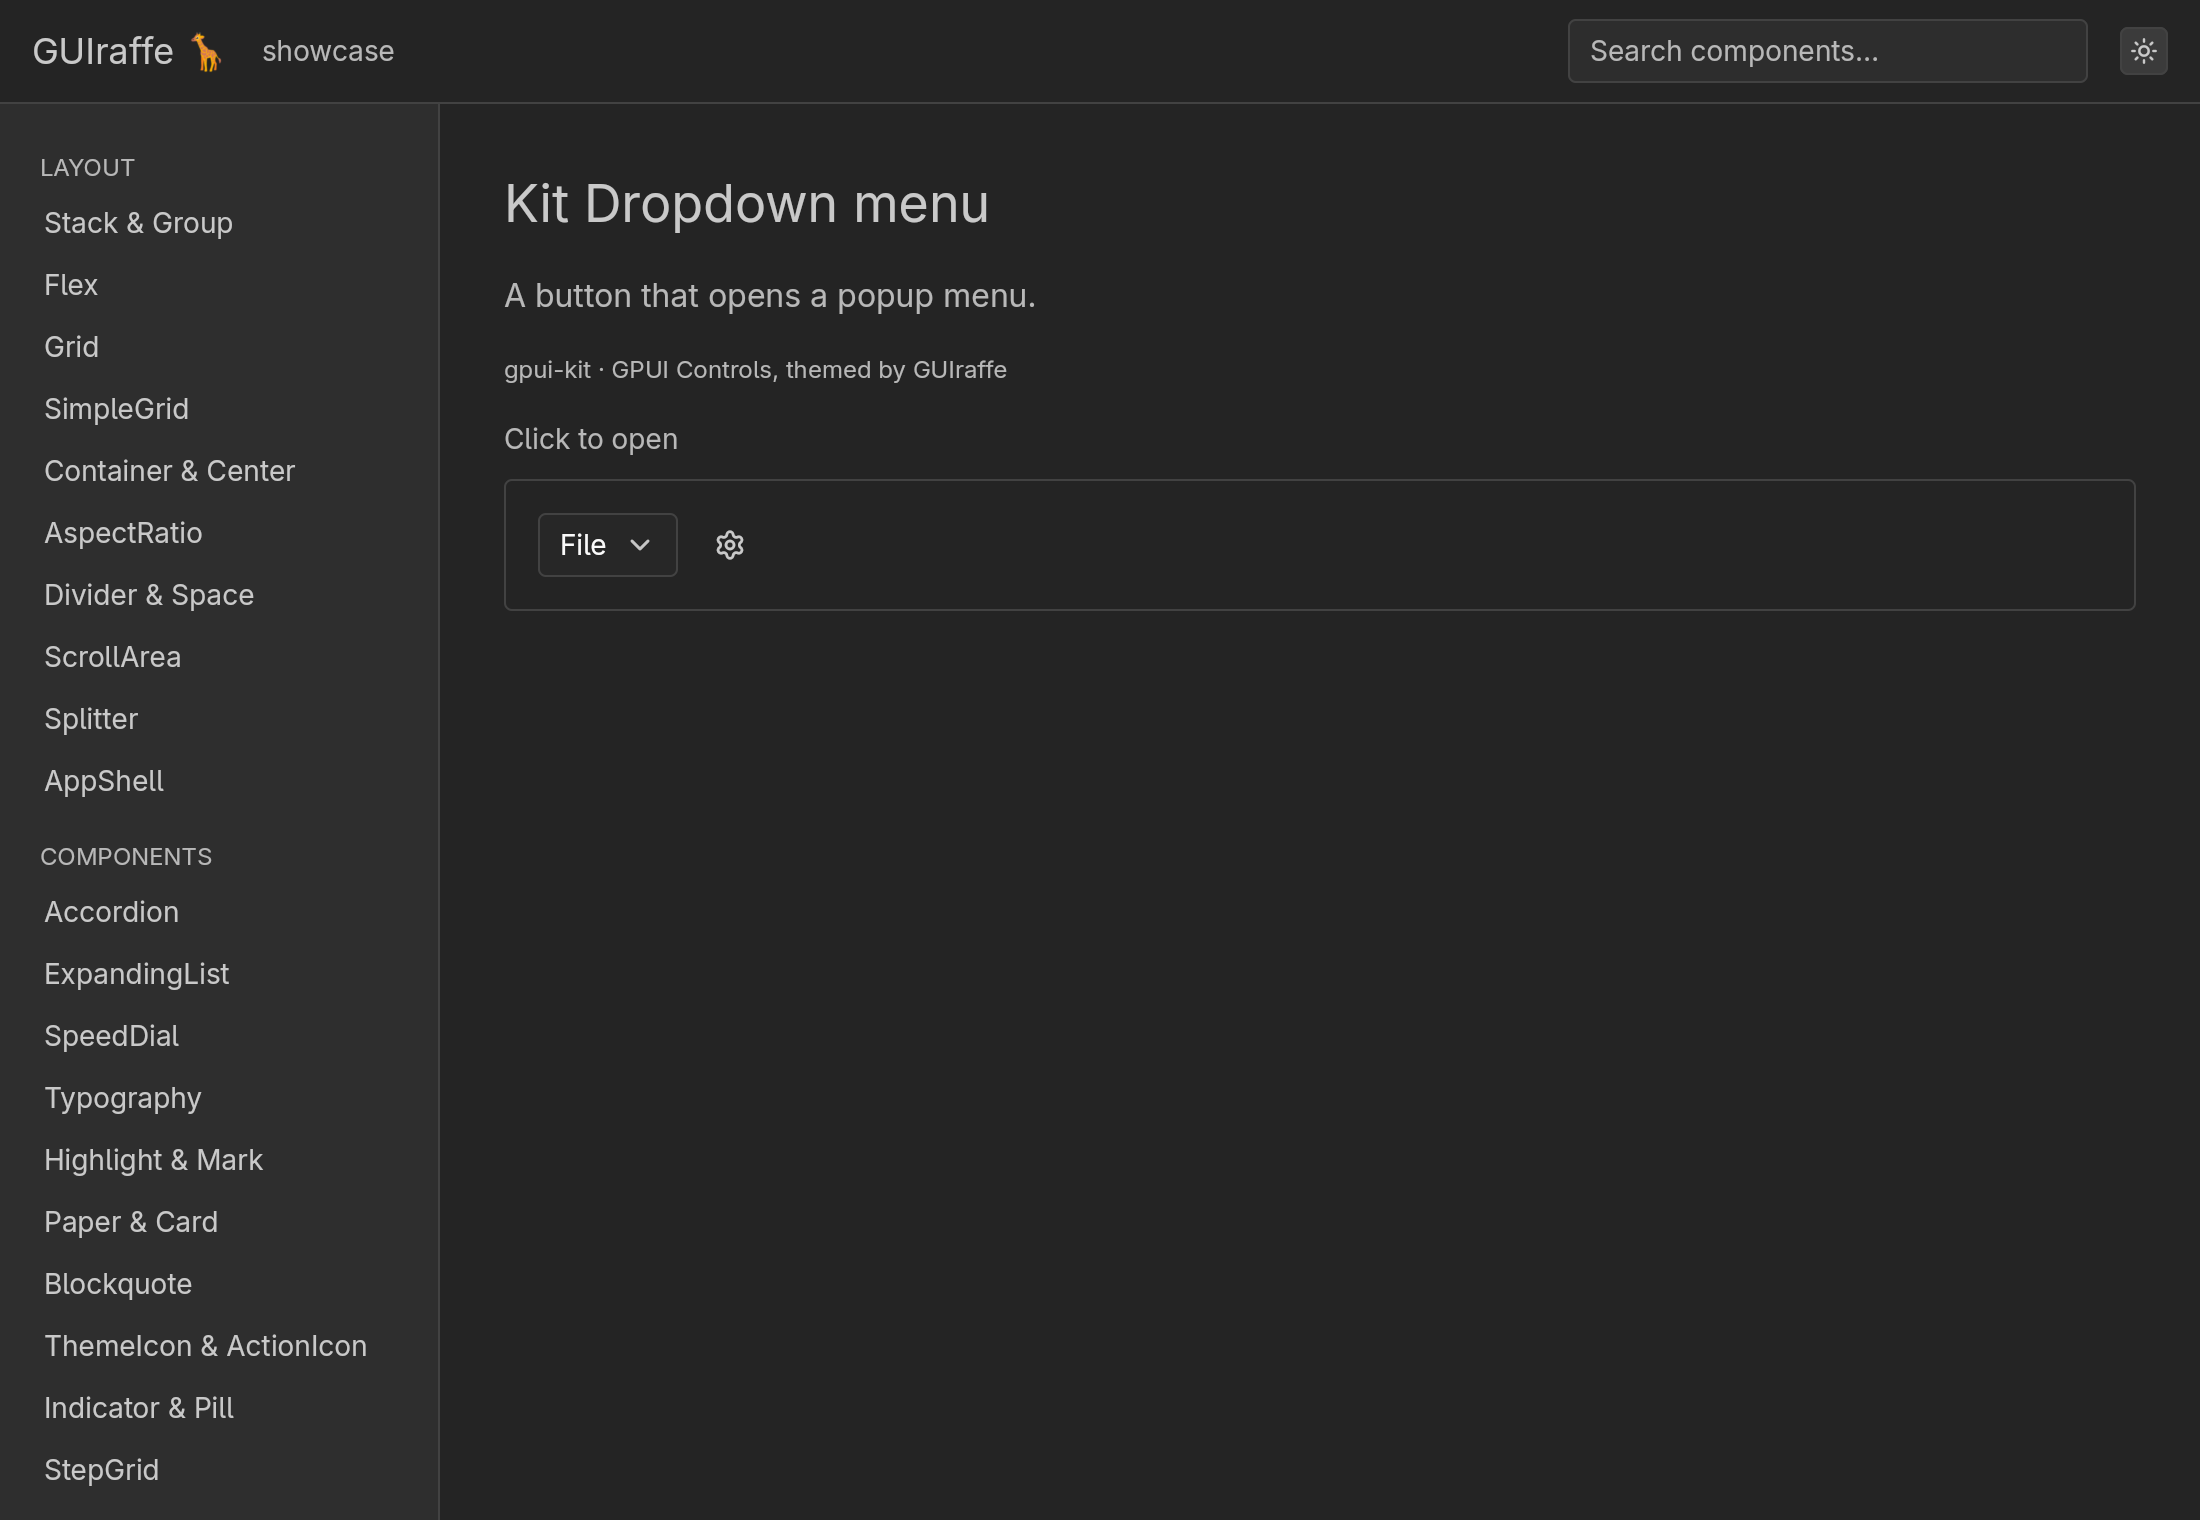 GUIraffe 🦒 showcase
Search components...
LAYOUT
Stack & Group
Flex
Grid
SimpleGrid
Container & Center
AspectRatio
Divider & Space
ScrollArea
Splitter
AppShell
COMPONENTS
Accordion
ExpandingList
SpeedDial
Typography
Highlight & Mark
Paper & Card
Blockquote
ThemeIcon & ActionIcon
Indicator & Pill
StepGrid
Kit Dropdown menu
A button that opens a popup menu.
gpui-kit · GPUI Controls, themed by GUIraffe
Click to open
File